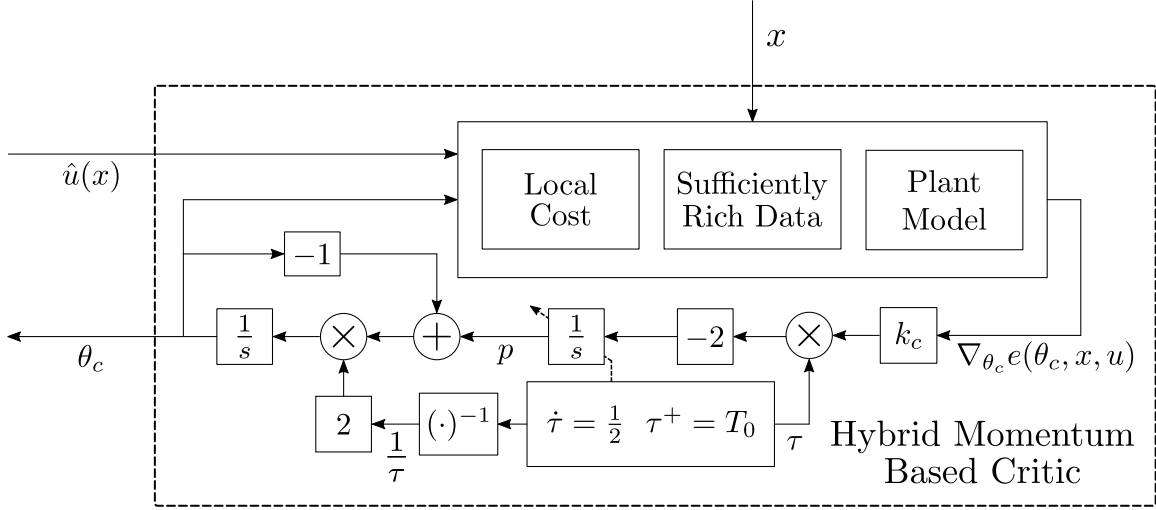 x
û(x)
Local
Cost
Sufficiently
Rich Data
Plant
Model
−1
1/s
×
+
p
1/s
−2
×
k_c
θ_c
∇_{θ_c}e(θ_c, x, u)
2
1/τ
(·)^{−1}
τ̇ = 1/2 τ^+ = T_0
τ
Hybrid Momentum
Based Critic